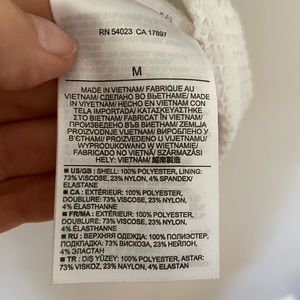 RN 54023 CA 17897
M
MADE IN VIETNAM/ FABRIQUE AU
VIETNAM/ СДЕЛАНО ВО ВЬЕТНАМЕ/ MADE
IN VIYETNAM/ HECHO EN VIETNAM CON
TELA IMPORTADA/ ΚΑΤΑΣΚΕΥΑΣΤΗΚΕ
ΣΤΟ ΒΙΕΤΝΑΜ/ FABRICAT ÎN VIETNAM/
ПРОИЗВЕДЕНО ВЪВ ВИЕТНАМ/ ZEMLJA
PROIZVODNJE VIJETNAM/ ВИРОБЛЕНО У
В'ЄТНАМІ/ FABRICADO NO VIETNAME/
WYPRODUKOWANO W WIETNAMIE/
FABBRICATO IN VIETNAM/ SZÁRMAZÁSI
HELY: VIETNAM/ 越南製造
US/GB : SHELL: 100% POLYESTER, LINING:
73% VISCOSE, 23% NYLON, 4% SPANDEX/
ELASTANE
CA : EXTÉRIEUR: 100% POLYESTER,
DOUBLURE: 73% VISCOSE, 23% NYLON,
4% ÉLASTHANNE
FR/MA : EXTÉRIEUR: 100% POLYESTER,
DOUBLURE: 73% VISCOSE, 23% NYLON,
4% ÉLASTHANNE
RU : ВЕРХНЯЯ ОДЕЖДА: 100% ПОЛИЭСТЕР,
ПОДКЛАДКА: 73% ВИСКОЗА, 23% НЕЙЛОН,
4% ЭЛАСТАН
TR : DIŞ YÜZEY: 100% POLYESTER, ASTAR:
73% VISKOZ, 23% NAYLON, 4% ELASTAN